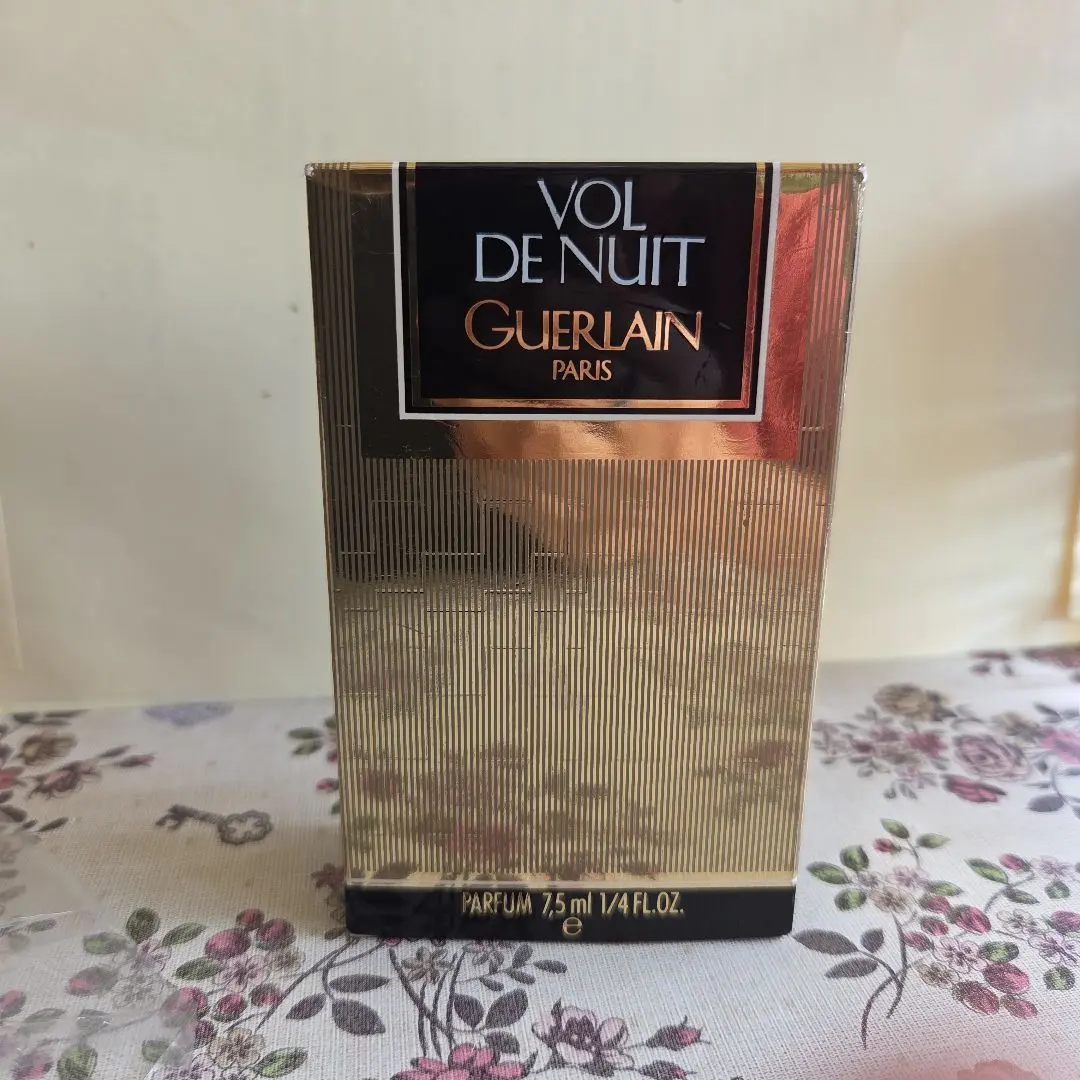 VOL
DE NUIT
GUERLAIN
PARIS
PARFUM 7,5 ml 1/4 FL.OZ.
e